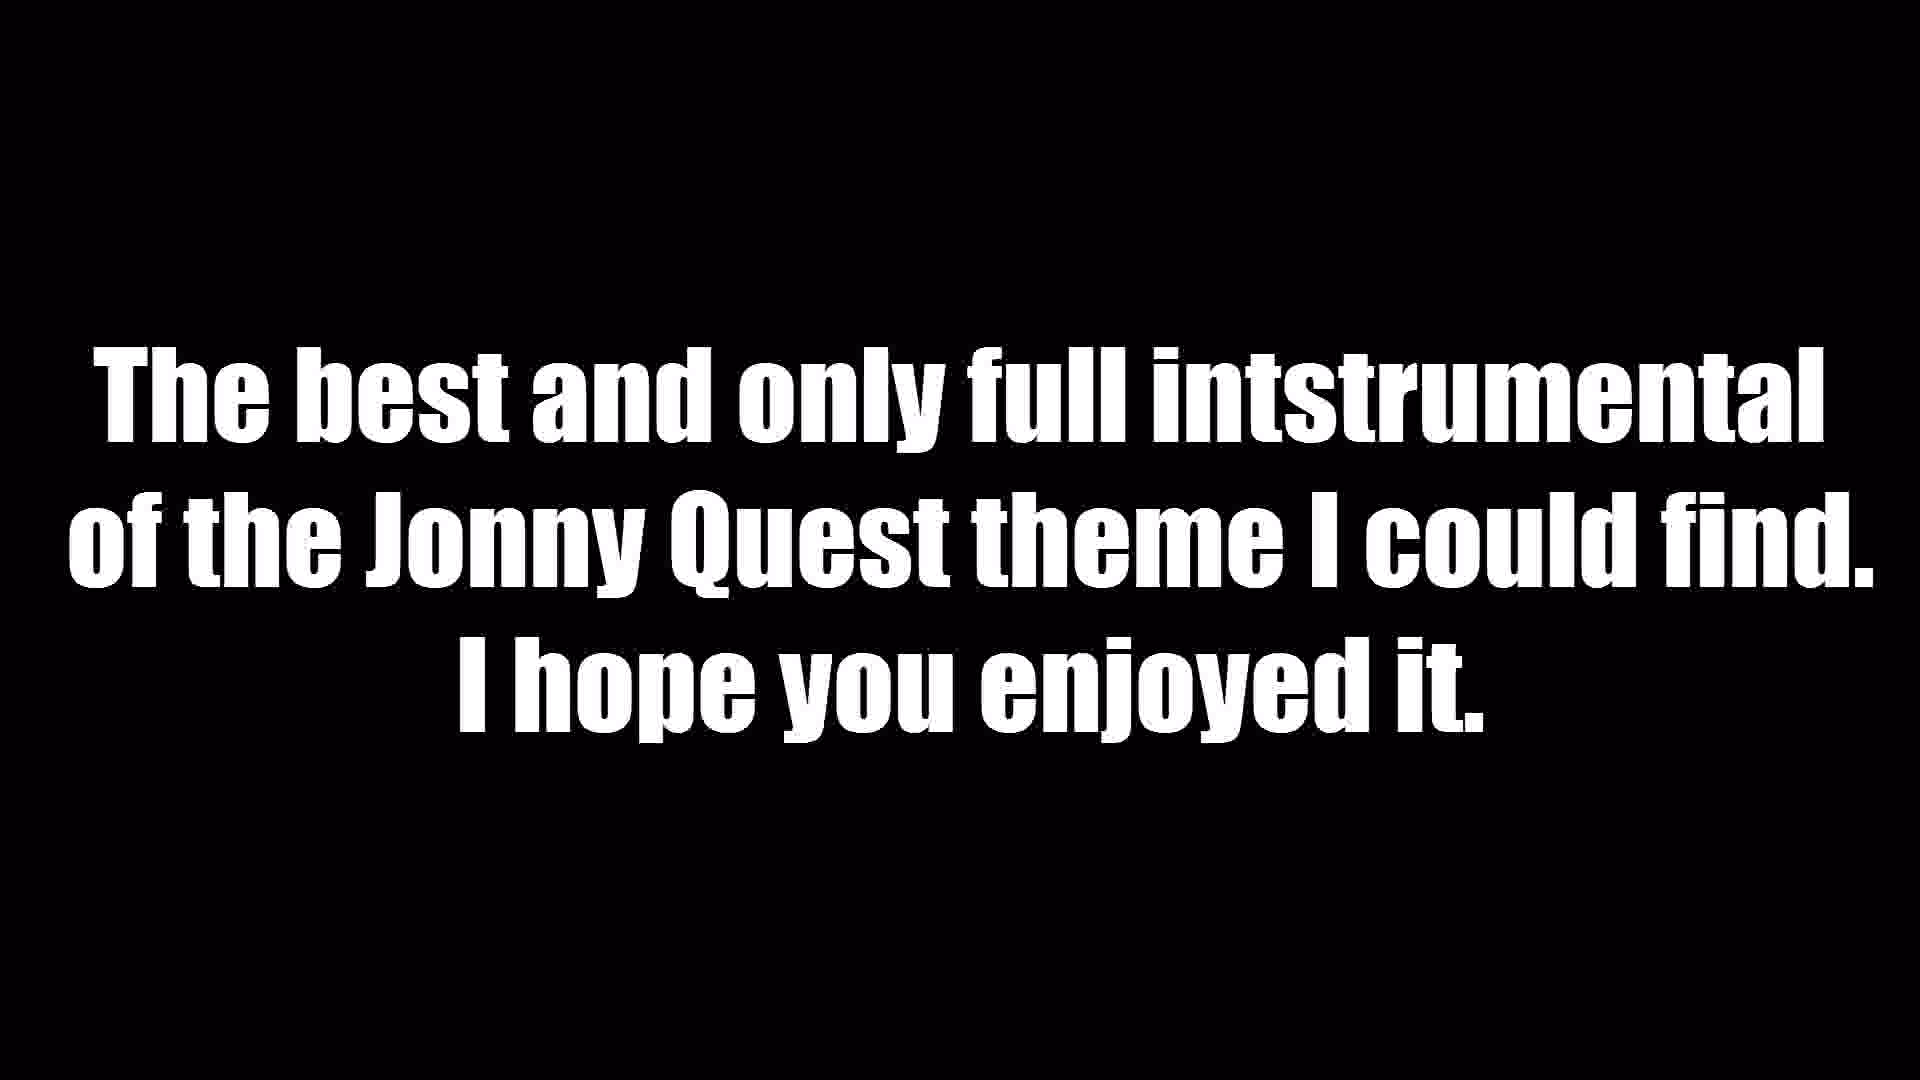 The best and only full intstrumental
of the Jonny Quest theme I could find.
I hope you enjoyed it.